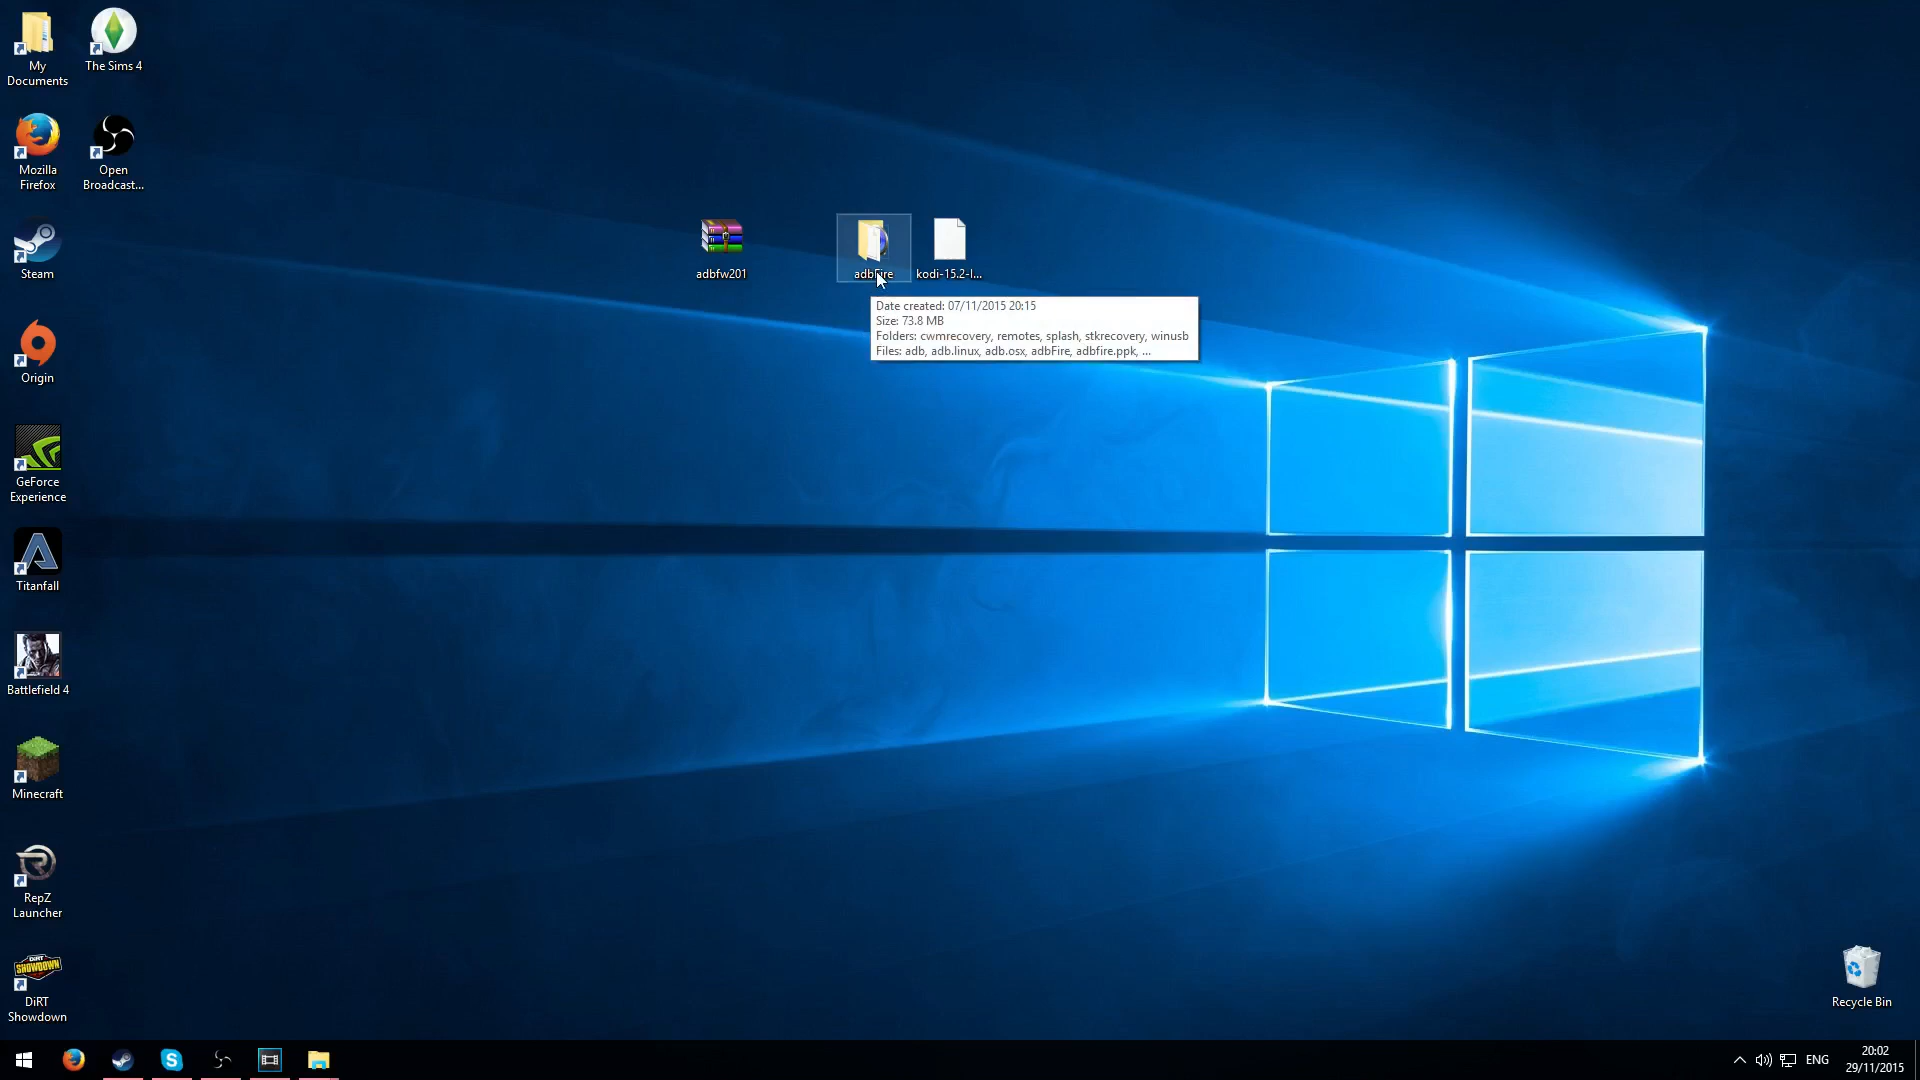 My
Documents
The Sims 4
Mozilla
Firefox
Open
Broadcast...
Steam
adbfw201
adbFire
kodi-15.2-I...
Date created: 07/11/2015 20:15
Size: 73.8 MB
Folders: cwmrecovery, remotes, splash, stkrecovery, winusb
Files: adb, adb.linux, adb.osx, adbFire, adbfire.ppk, ...
Origin
GeForce
Experience
Titanfall
Battlefield 4
Minecraft
RepZ
Launcher
DiRT
SHOWDOWN
DiRT
Showdown
Recycle Bin
ENG
20:02
29/11/2015